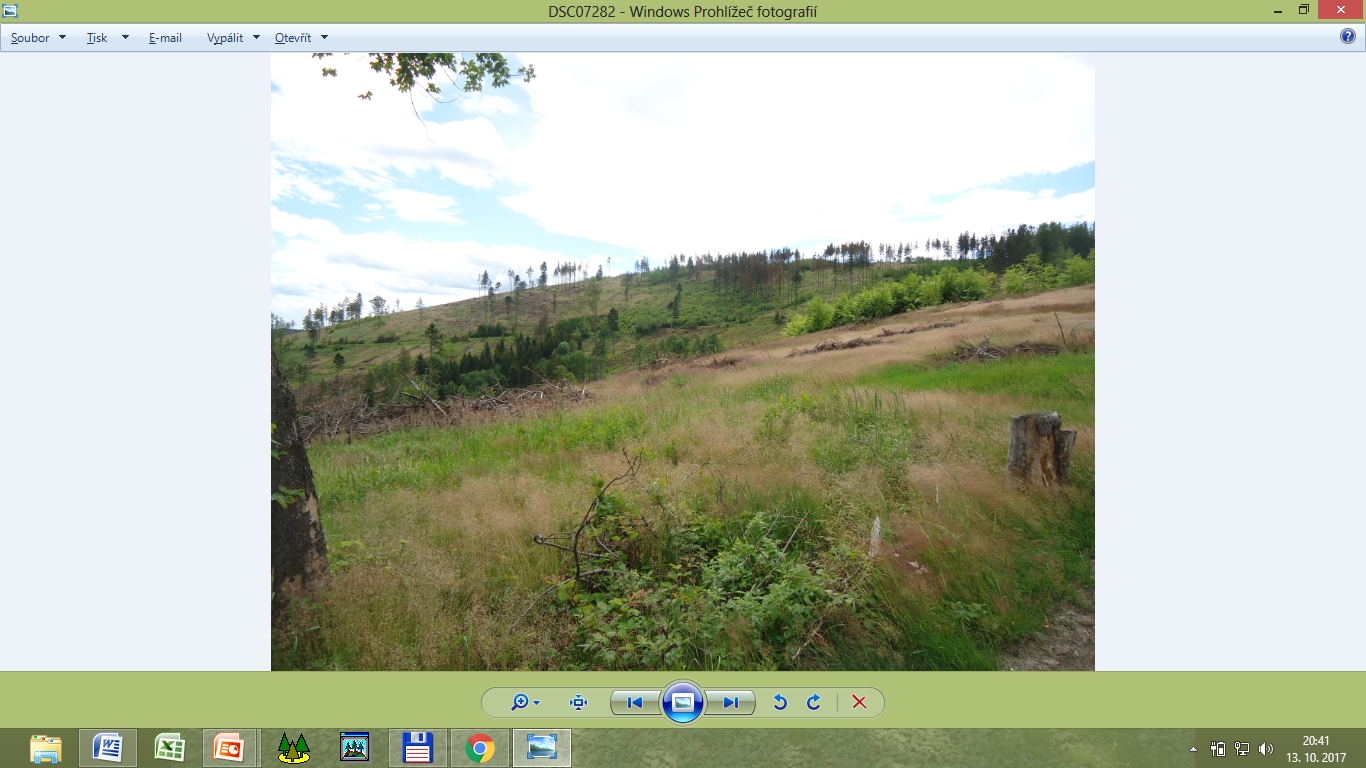 DSC07282 - Windows Prohlížeč fotografií
Soubor Tisk E-mail Vypálit Otevřít
20:41
13. 10. 2017